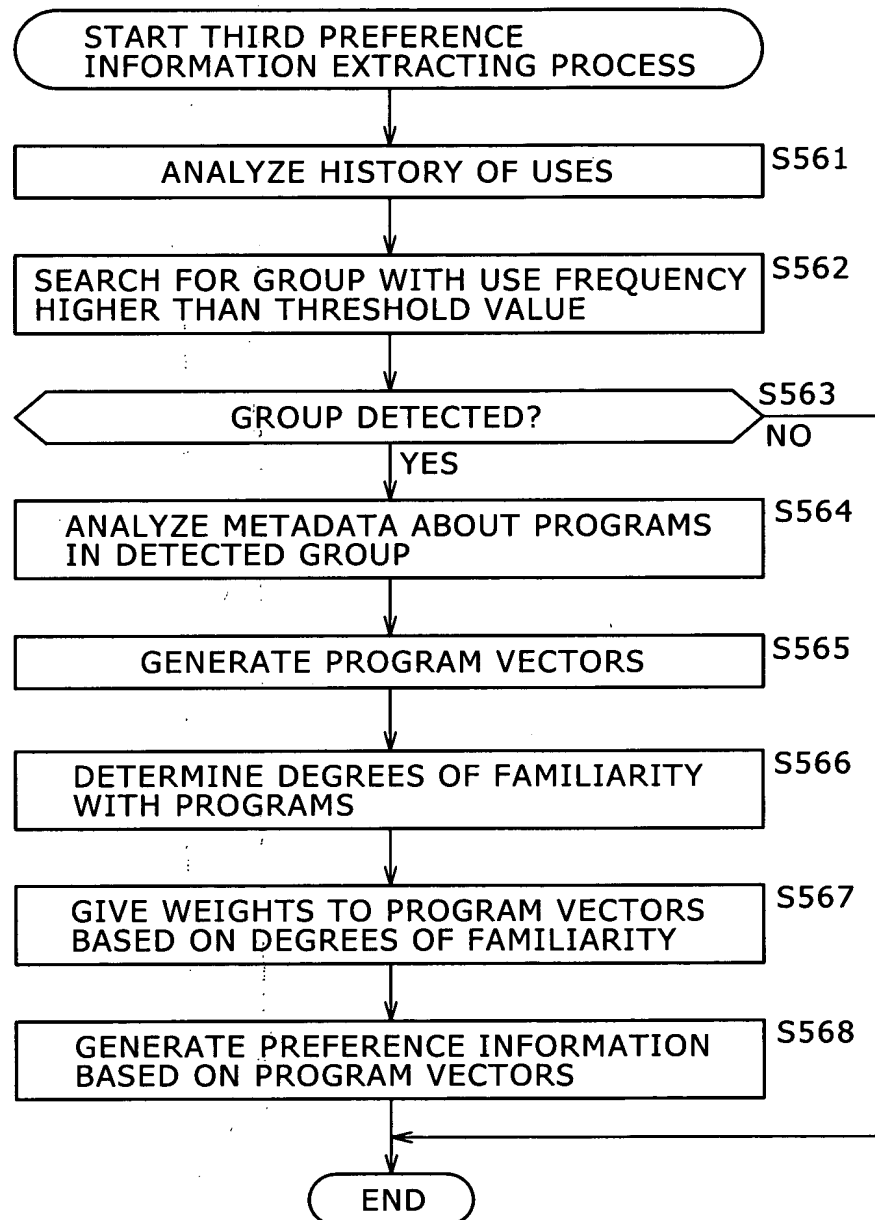 START THIRD PREFERENCE
INFORMATION EXTRACTING PROCESS
ANALYZE HISTORY OF USES
S561
SEARCH FOR GROUP WITH USE FREQUENCY
HIGHER THAN THRESHOLD VALUE
S562
GROUP DETECTED?
S563
NO
YES
ANALYZE METADATA ABOUT PROGRAMS
IN DETECTED GROUP
S564
GENERATE PROGRAM VECTORS
S565
DETERMINE DEGREES OF FAMILIARITY
WITH PROGRAMS
S566
GIVE WEIGHTS TO PROGRAM VECTORS
BASED ON DEGREES OF FAMILIARITY
S567
GENERATE PREFERENCE INFORMATION
BASED ON PROGRAM VECTORS
S568
END